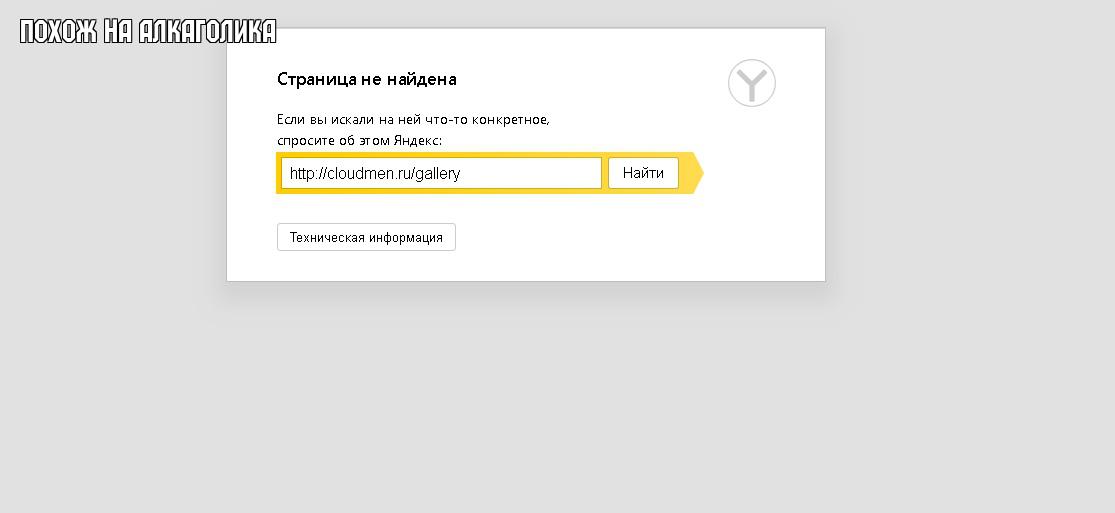 ПОХОЖ НА АЛКАГОЛИКА
Страница не найдена
Если вы искали на ней что-то конкретное,
спросите об этом Яндекс:
http://cloudmen.ru/gallery
Найти
Техническая информация